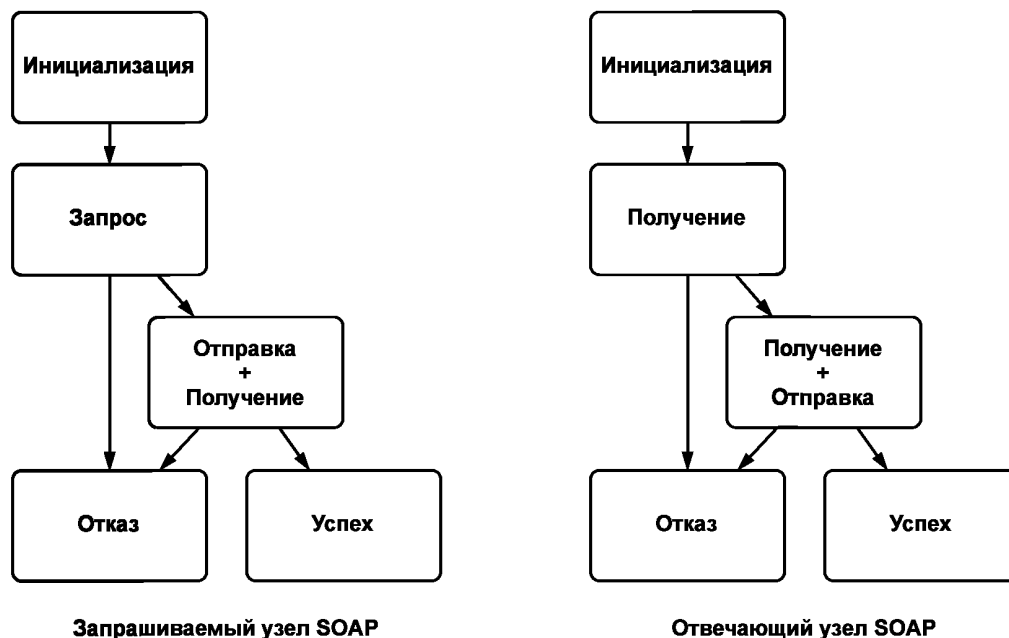 Инициализация
Запрос
Отправка
+
Получение
Отказ
Успех
Запрашиваемый узел SOAP
Инициализация
Получение
Получение
+
Отправка
Отказ
Успех
Отвечающий узел SOAP